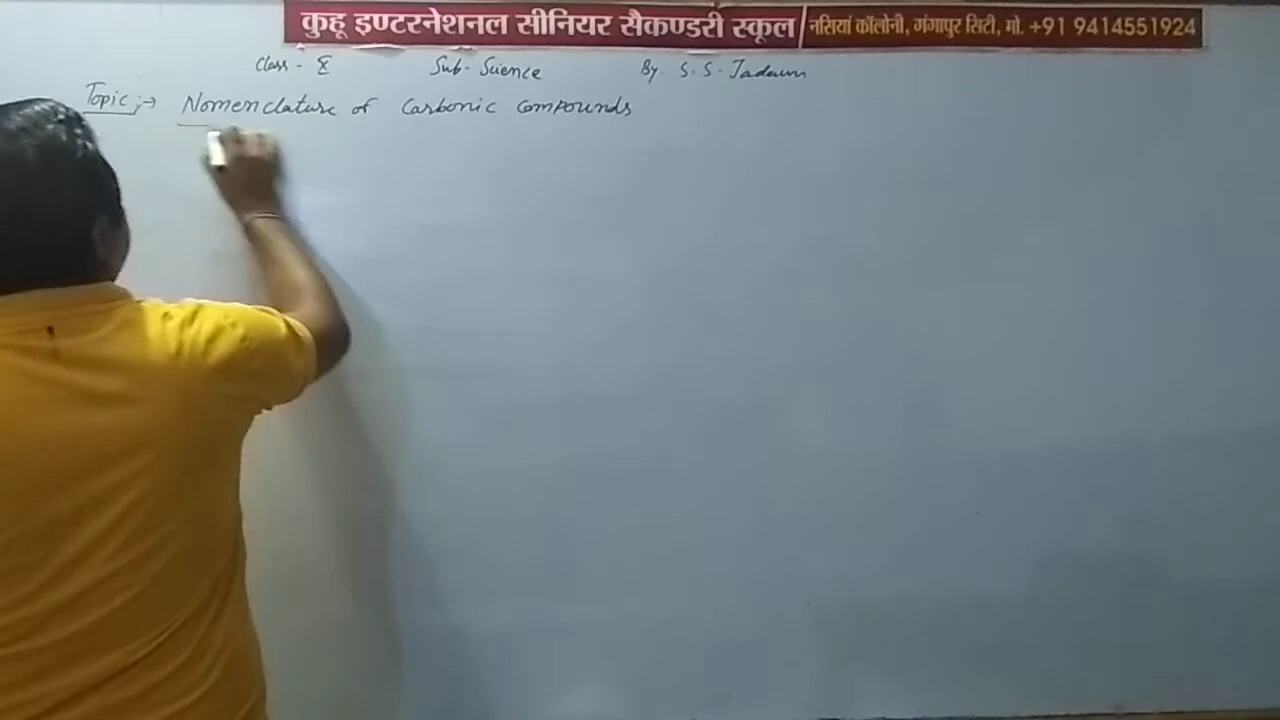 कुहू इण्टरनेशनल सीनियर सैकण्डरी स्कूल नसियां कॉलोनी, गंगापुर सिटी, मो. +91 9414551924
Class - X Sub- Science By. S. S. Jadaun
Topic :→ Nomenclature of Carbonic Compounds